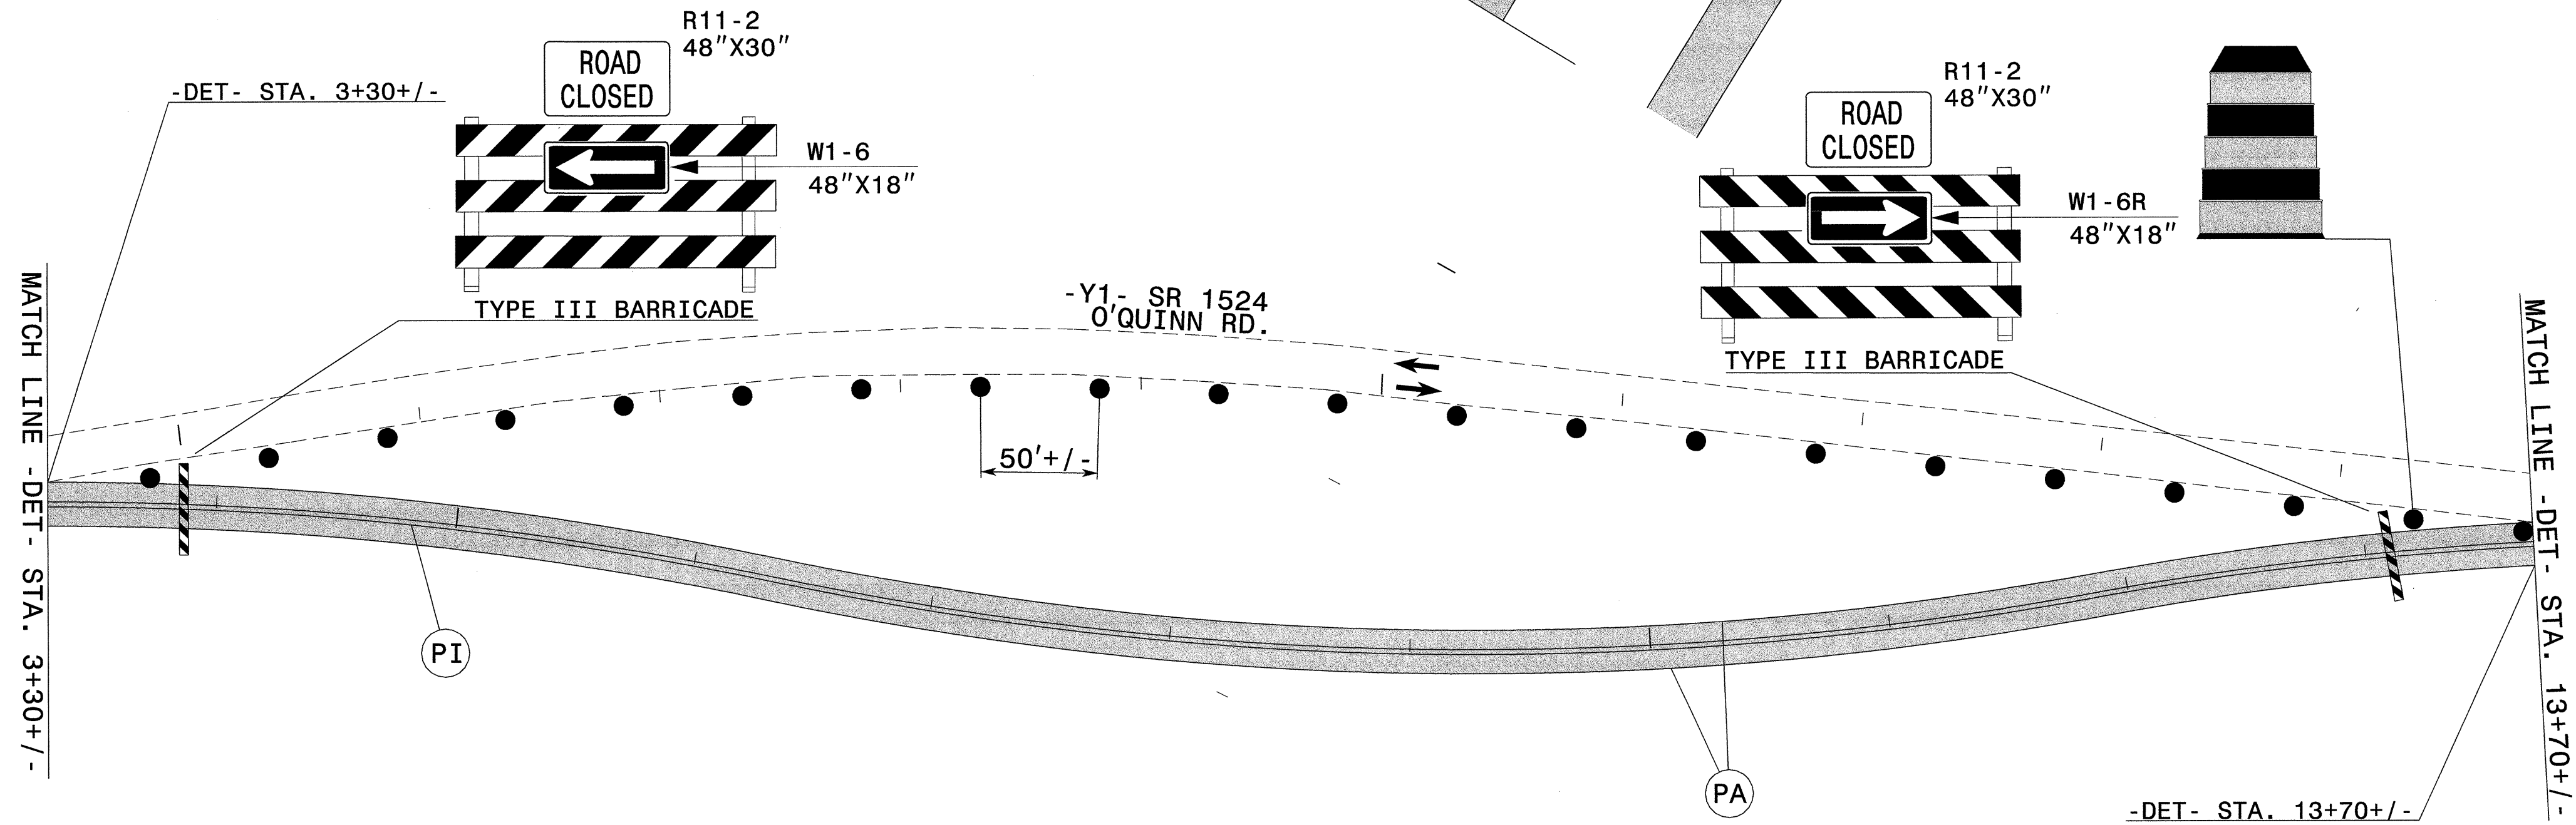 R11-2
48"X30"
ROAD
CLOSED
-DET- STA. 3+30+/-
W1-6
48"X18"
TYPE III BARRICADE
R11-2
48"X30"
ROAD
CLOSED
W1-6R
48"X18"
TYPE III BARRICADE
-Y1- SR 1524
O'QUINN RD.
MATCH LINE -DET- STA. 3+30+/-
MATCH LINE -DET- STA. 13+70+/-
50'+/-
PI
PA
-DET- STA. 13+70+/-